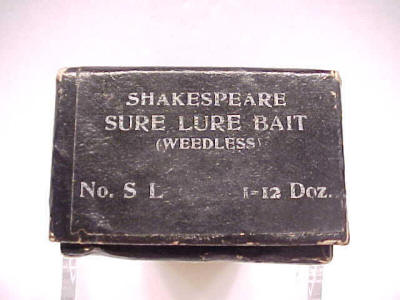 SHAKESPEARE
SURE LURE BAIT
(WEEDLESS)
No. S L 1-12 Doz.